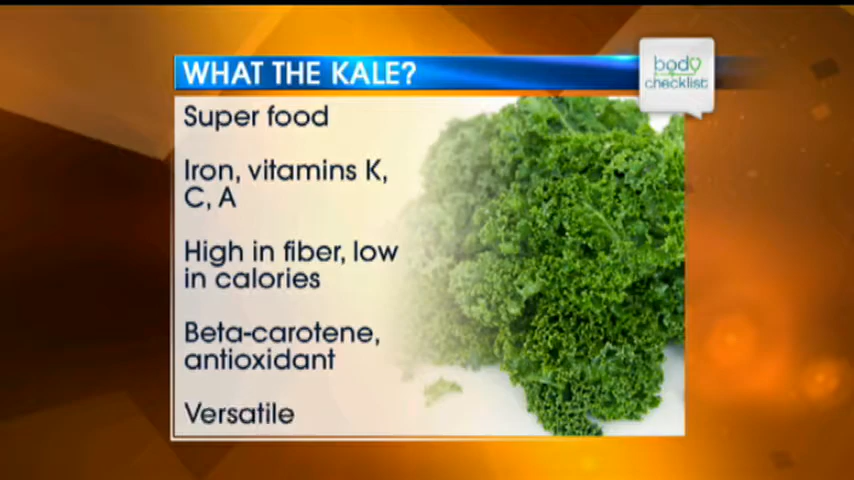 WHAT THE KALE?
body
checklist
Super food
Iron, vitamins K,
C, A
High in fiber, low
in calories
Beta-carotene,
antioxidant
Versatile